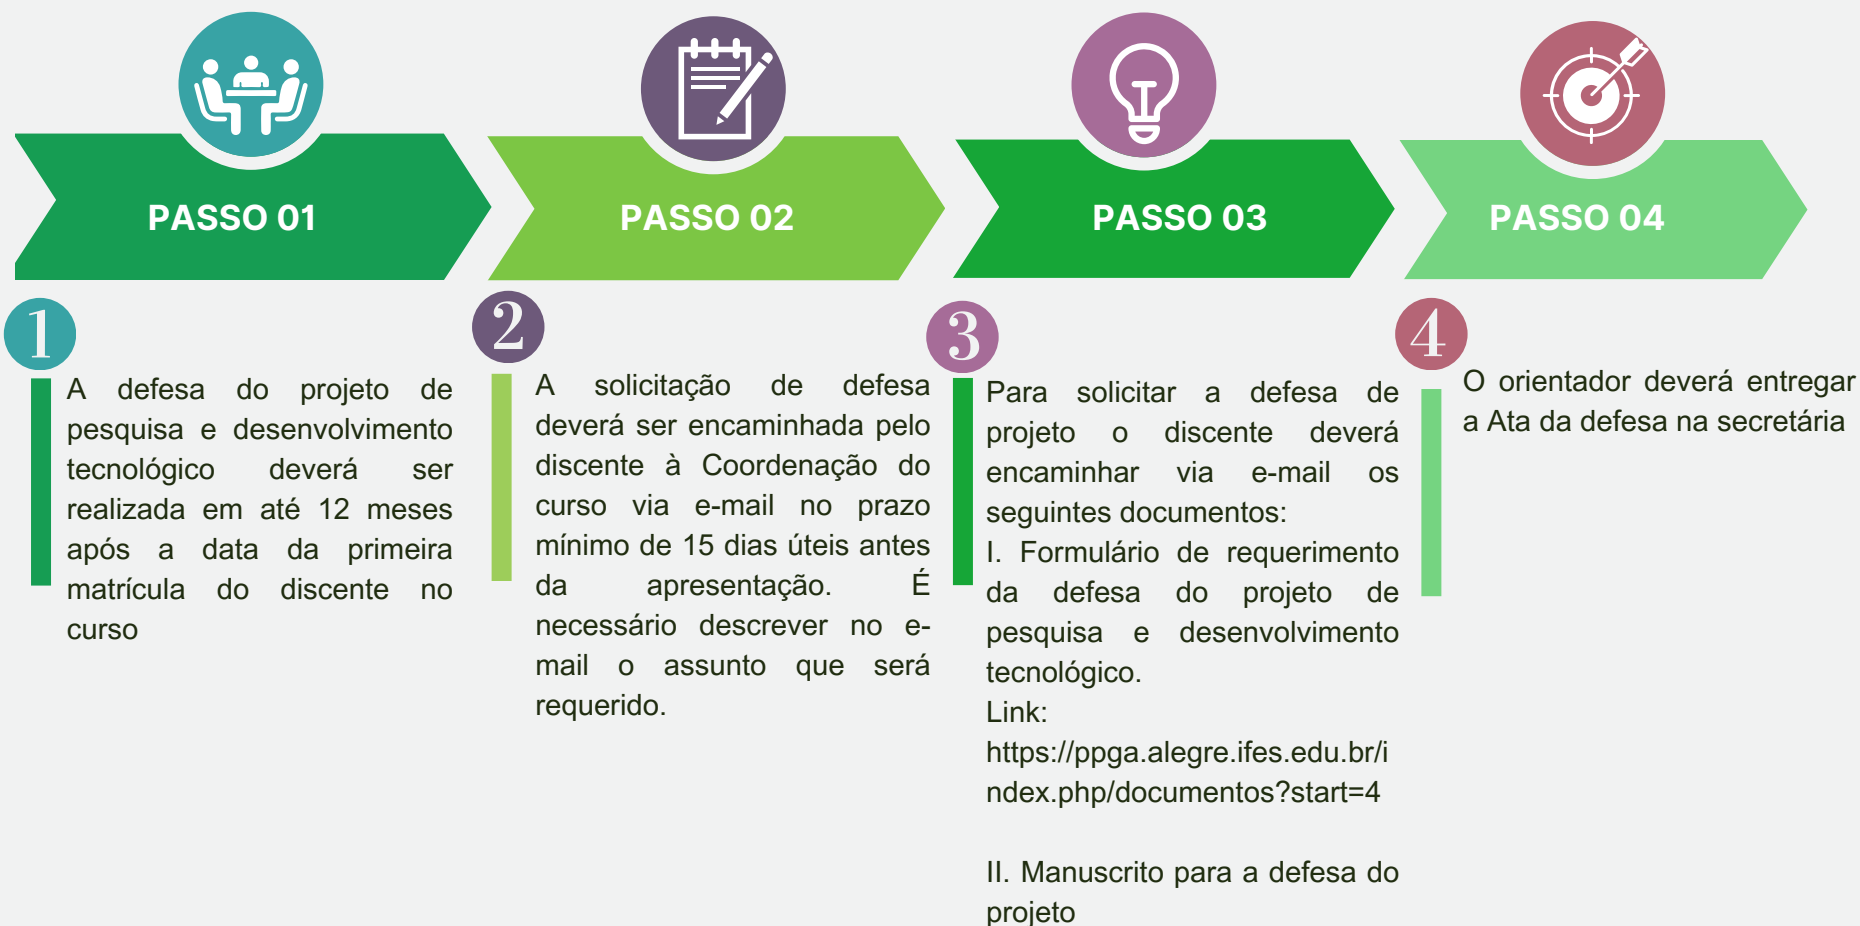 PASSO 01
PASSO 02
PASSO 03
PASSO 04
1
A defesa do projeto de
pesquisa e desenvolvimento
tecnológico deverá ser
realizada em até 12 meses
após a data da primeira
matrícula do discente no
curso
2
A solicitação de defesa
deverá ser encaminhada pelo
discente à Coordenação do
curso via e-mail no prazo
mínimo de 15 dias úteis antes
da apresentação. É
necessário descrever no e-
mail o assunto que será
requerido.
3
Para solicitar a defesa de
projeto o discente deverá
encaminhar via e-mail os
seguintes documentos:
I. Formulário de requerimento
da defesa do projeto de
pesquisa e desenvolvimento
tecnológico.
Link:
https://ppga.alegre.ifes.edu.br/i
ndex.php/documentos?start=4
II. Manuscrito para a defesa do
projeto
4
O orientador deverá entregar
a Ata da defesa na secretária